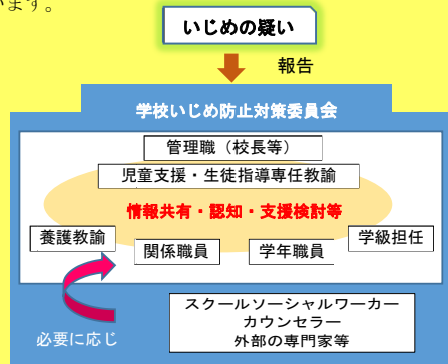 います。
いじめの疑い
報告
学校いじめ防止対策委員会
管理職（校長等）
児童支援・生徒指導専任教諭
情報共有・認知・支援検討等
養護教諭
関係職員
学年職員
学級担任
必要に応じ
スクールソーシャルワーカー
カウンセラー
外部の専門家等